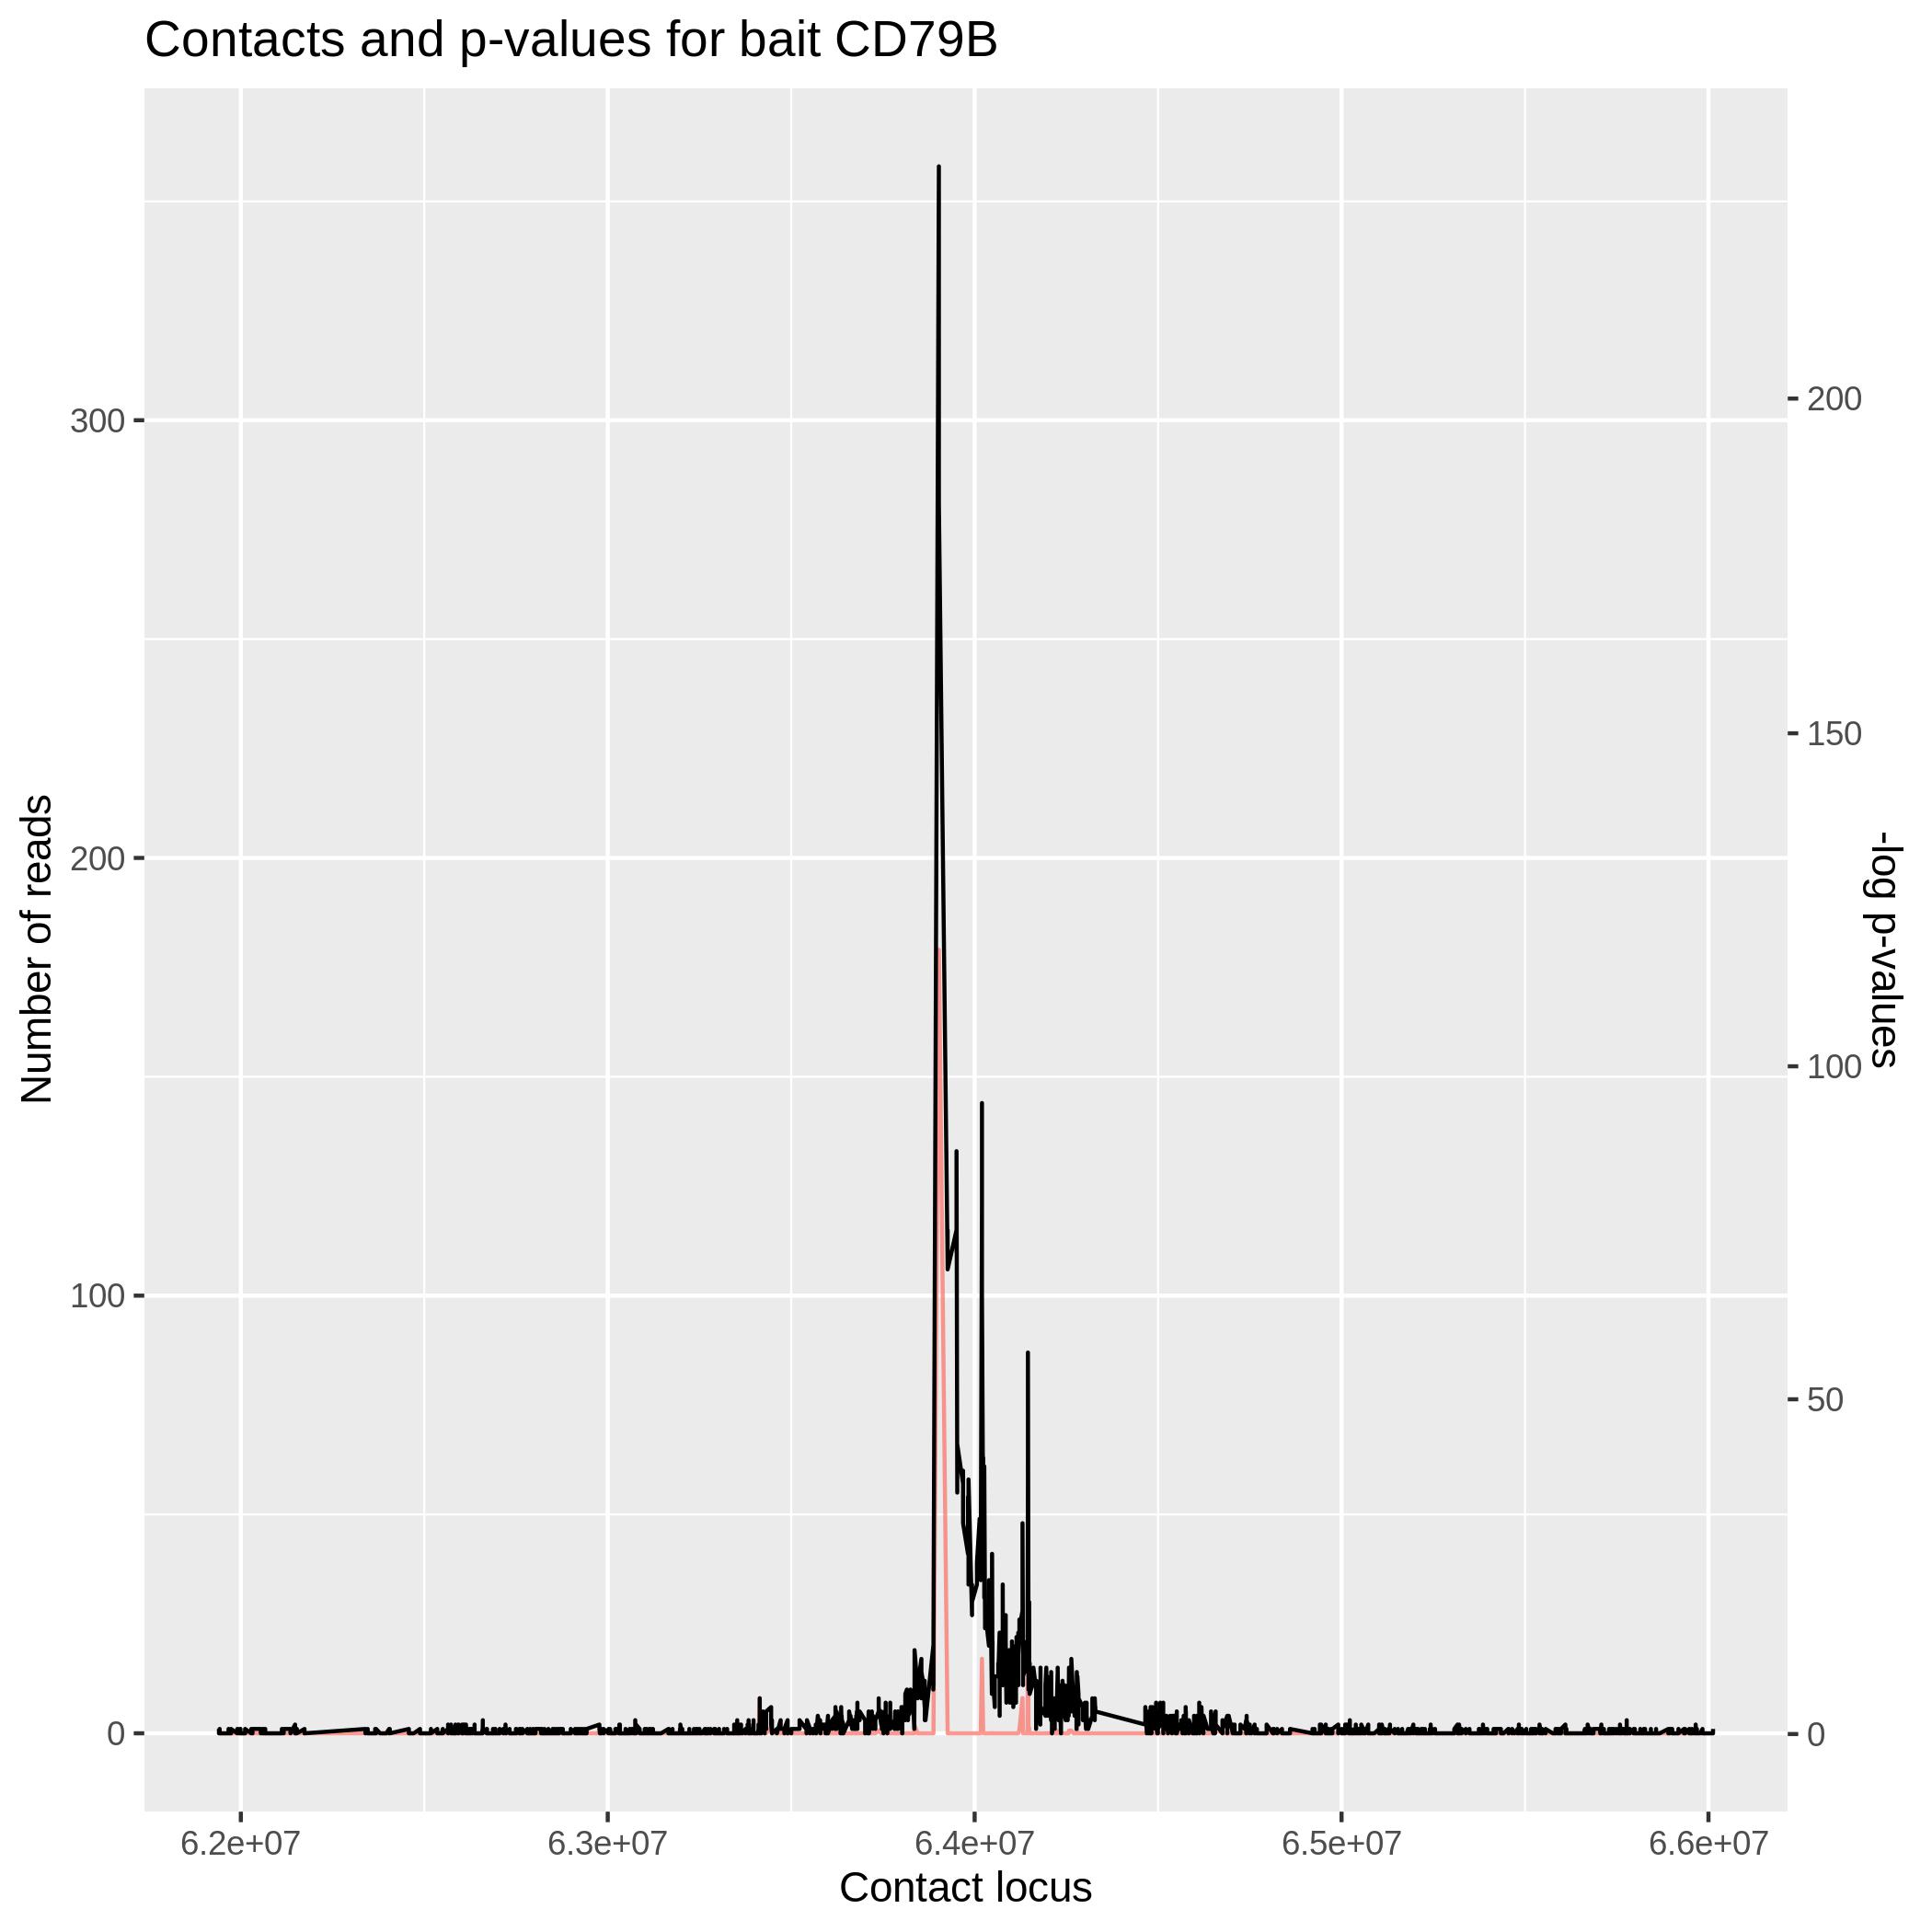 Contacts and p-values for bait CD79B
300
200
100
0
Number of reads
200
150
100
50
0
-log p-values
6.2e+07
6.3e+07
6.4e+07
6.5e+07
6.6e+07
Contact locus